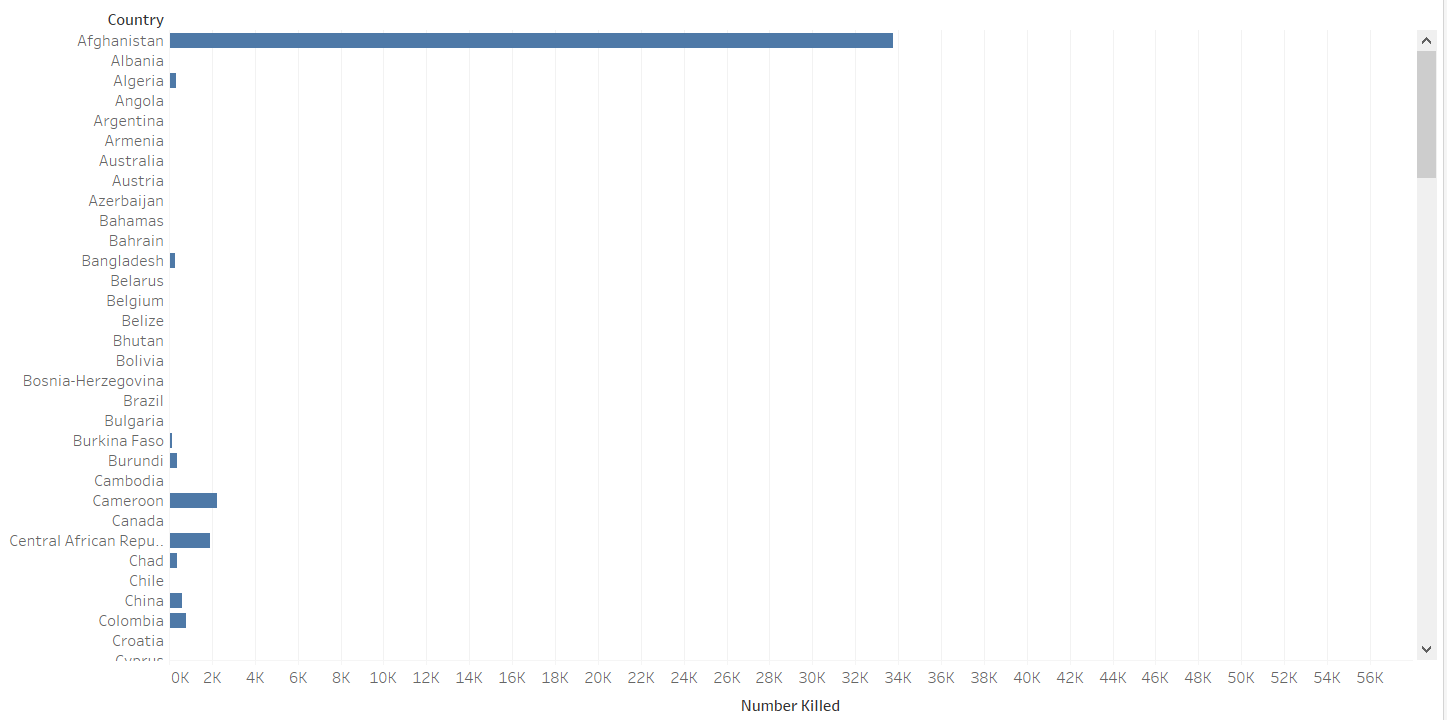 Country
Afghanistan
Albania
Algeria
Angola
Argentina
Armenia
Australia
Austria
Azerbaijan
Bahamas
Bahrain
Bangladesh
Belarus
Belgium
Belize
Bhutan
Bolivia
Bosnia-Herzegovina
Brazil
Bulgaria
Burkina Faso
Burundi
Cambodia
Cameroon
Canada
Central African Repu..
Chad
Chile
China
Colombia
Croatia
Cyprus
0K 2K 4K 6K 8K 10K 12K 14K 16K 18K 20K 22K 24K 26K 28K 30K 32K 34K 36K 38K 40K 42K 44K 46K 48K 50K 52K 54K 56K
Number Killed